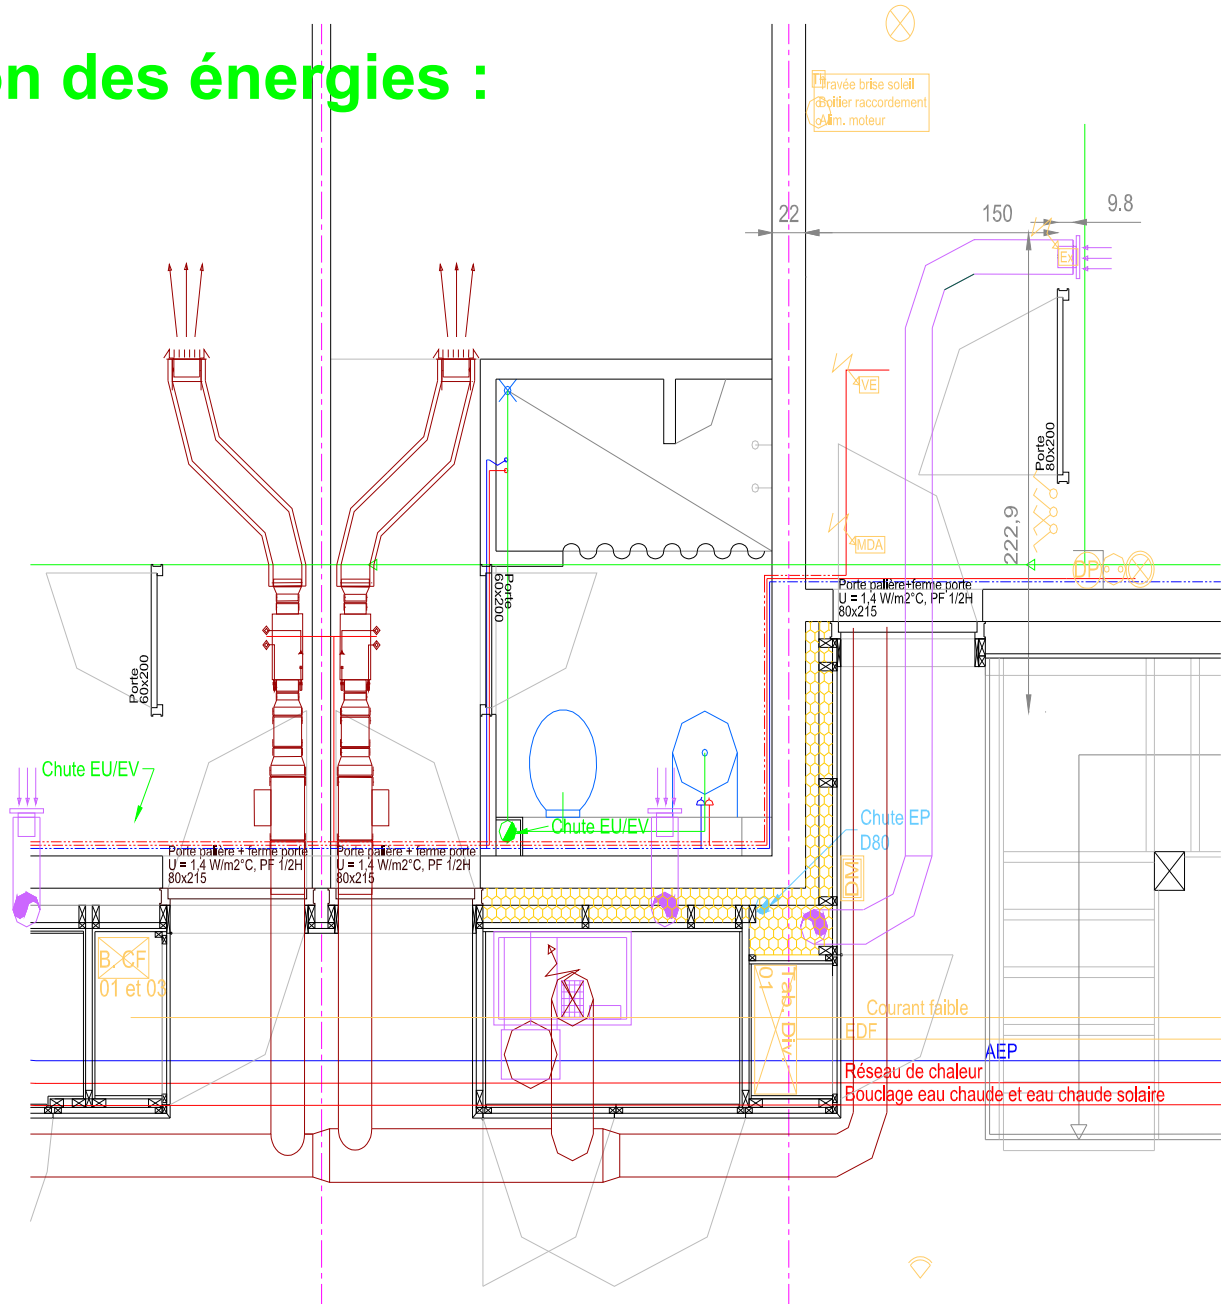 on des énergies :
TH
Travée brise soleil
Boitier raccordement
Alim. moteur
22
150
9.8
Ex
VE
MDA
Porte
80x200
222,9
DP
Porte palière+ferme porte
U = 1,4 W/m2°C, PF 1/2H
80x215
Porte
60x200
Porte
60x200
Chute EU/EV
Chute EU/EV
Chute EP
D80
DM
Porte palière + ferme porte
U = 1,4 W/m2°C, PF 1/2H
80x215
Porte palière + ferme porte
U = 1,4 W/m2°C, PF 1/2H
80x215
B. CF
01 et 03
Tab. Div.
01
Courant faible
EDF
AEP
Réseau de chaleur
Bouclage eau chaude et eau chaude solaire